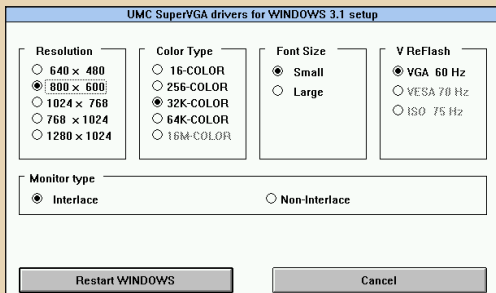 UMC SuperVGA drivers for WINDOWS 3.1 setup
Resolution
640 x 480
800 x 600
1024 x 768
768 x 1024
1280 x 1024
Color Type
16-COLOR
256-COLOR
32K-COLOR
64K-COLOR
16M-COLOR
Font Size
Small
Large
V ReFlash
VGA 60 Hz
VESA 70 Hz
ISO 75 Hz
Monitor type
Interlace
Non-Interlace
Restart WINDOWS
Cancel